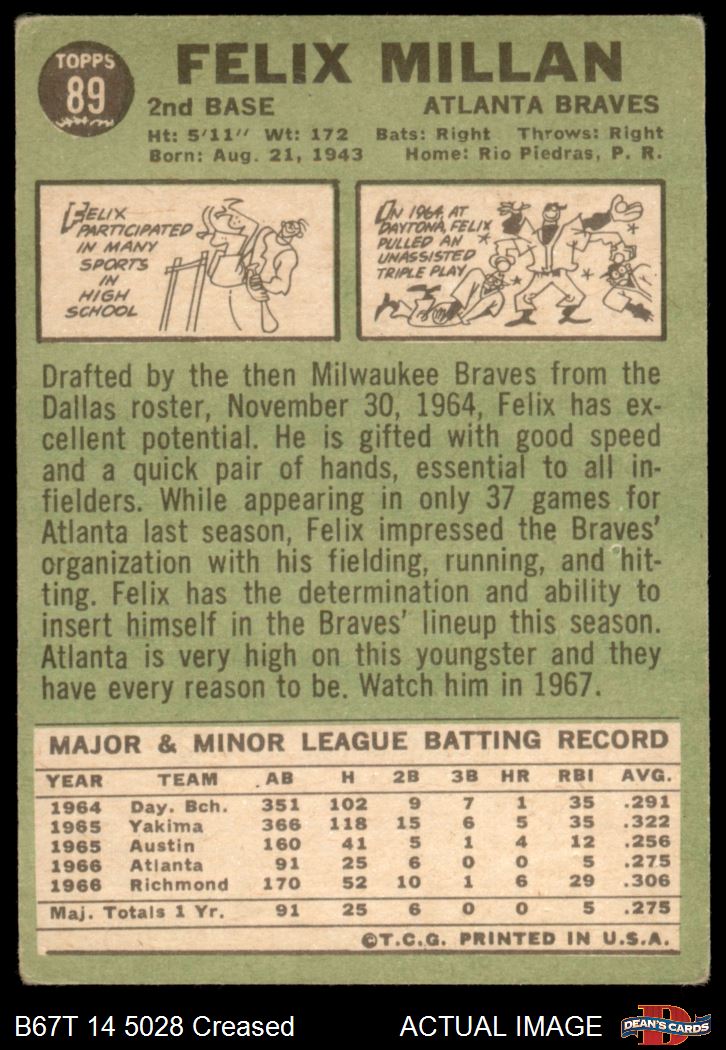 TOPPS
89
FELIX MILLAN
2nd BASE ATLANTA BRAVES
Ht: 5'11" Wt: 172 Bats: Right Throws: Right
Born: Aug. 21, 1943 Home: Rio Piedras, P. R.
FELIX
PARTICIPATED
IN MANY
SPORTS
IN
HIGH
SCHOOL
IN 1964, AT
DAYTONA, FELIX
PULLED AN
UNASSISTED
TRIPLE PLAY
Drafted by the then Milwaukee Braves from the
Dallas roster, November 30, 1964, Felix has ex-
cellent potential. He is gifted with good speed
and a quick pair of hands, essential to all in-
fielders. While appearing in only 37 games for
Atlanta last season, Felix impressed the Braves'
organization with his fielding, running, and hit-
ting. Felix has the determination and ability to
insert himself in the Braves' lineup this season.
Atlanta is very high on this youngster and they
have every reason to be. Watch him in 1967.
MAJOR & MINOR LEAGUE BATTING RECORD
YEAR TEAM AB H 2B 3B HR RBI AVG.
1964 Day. Bch. 351 102 9 7 1 35 .291
1965 Yakima 366 118 15 6 5 35 .322
1965 Austin 160 41 5 1 4 12 .256
1966 Atlanta 91 25 6 0 0 5 .275
1966 Richmond 170 52 10 1 6 29 .306
Maj. Totals 1 Yr. 91 25 6 0 0 5 .275
©T.C.G. PRINTED IN U.S.A.
B67T 14 5028 Creased ACTUAL IMAGE
DEAN'S CARDS